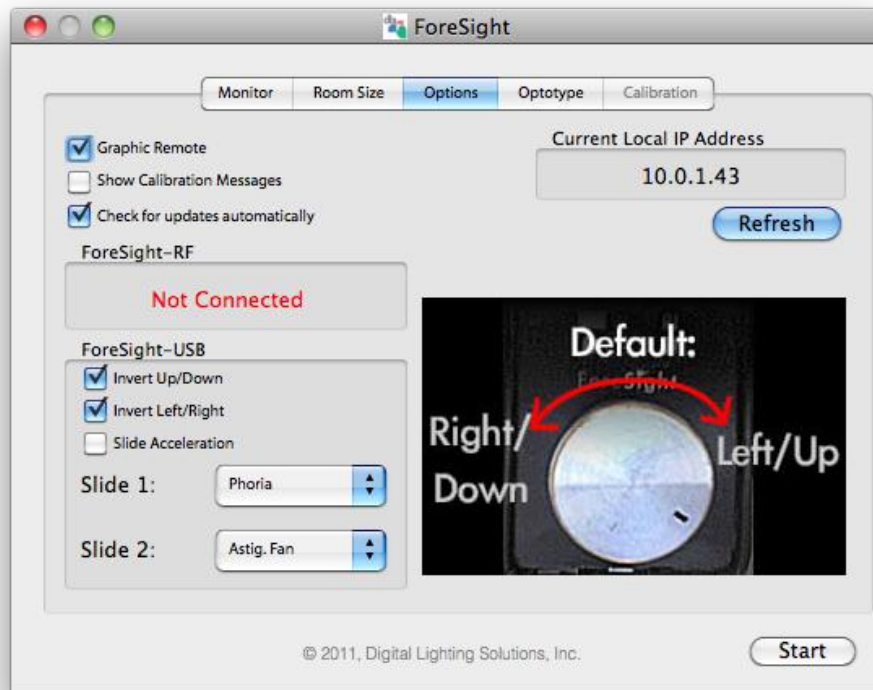 ForeSight
Monitor Room Size Options Optotype Calibration
Graphic Remote
Show Calibration Messages
Check for updates automatically
Current Local IP Address
10.0.1.43
Refresh
ForeSight-RF
Not Connected
ForeSight-USB
Invert Up/Down
Invert Left/Right
Slide Acceleration
Slide 1: Phoria
Slide 2: Astig. Fan
Default:
ForeSight
Right/
Down
Left/Up
© 2011, Digital Lighting Solutions, Inc.
Start